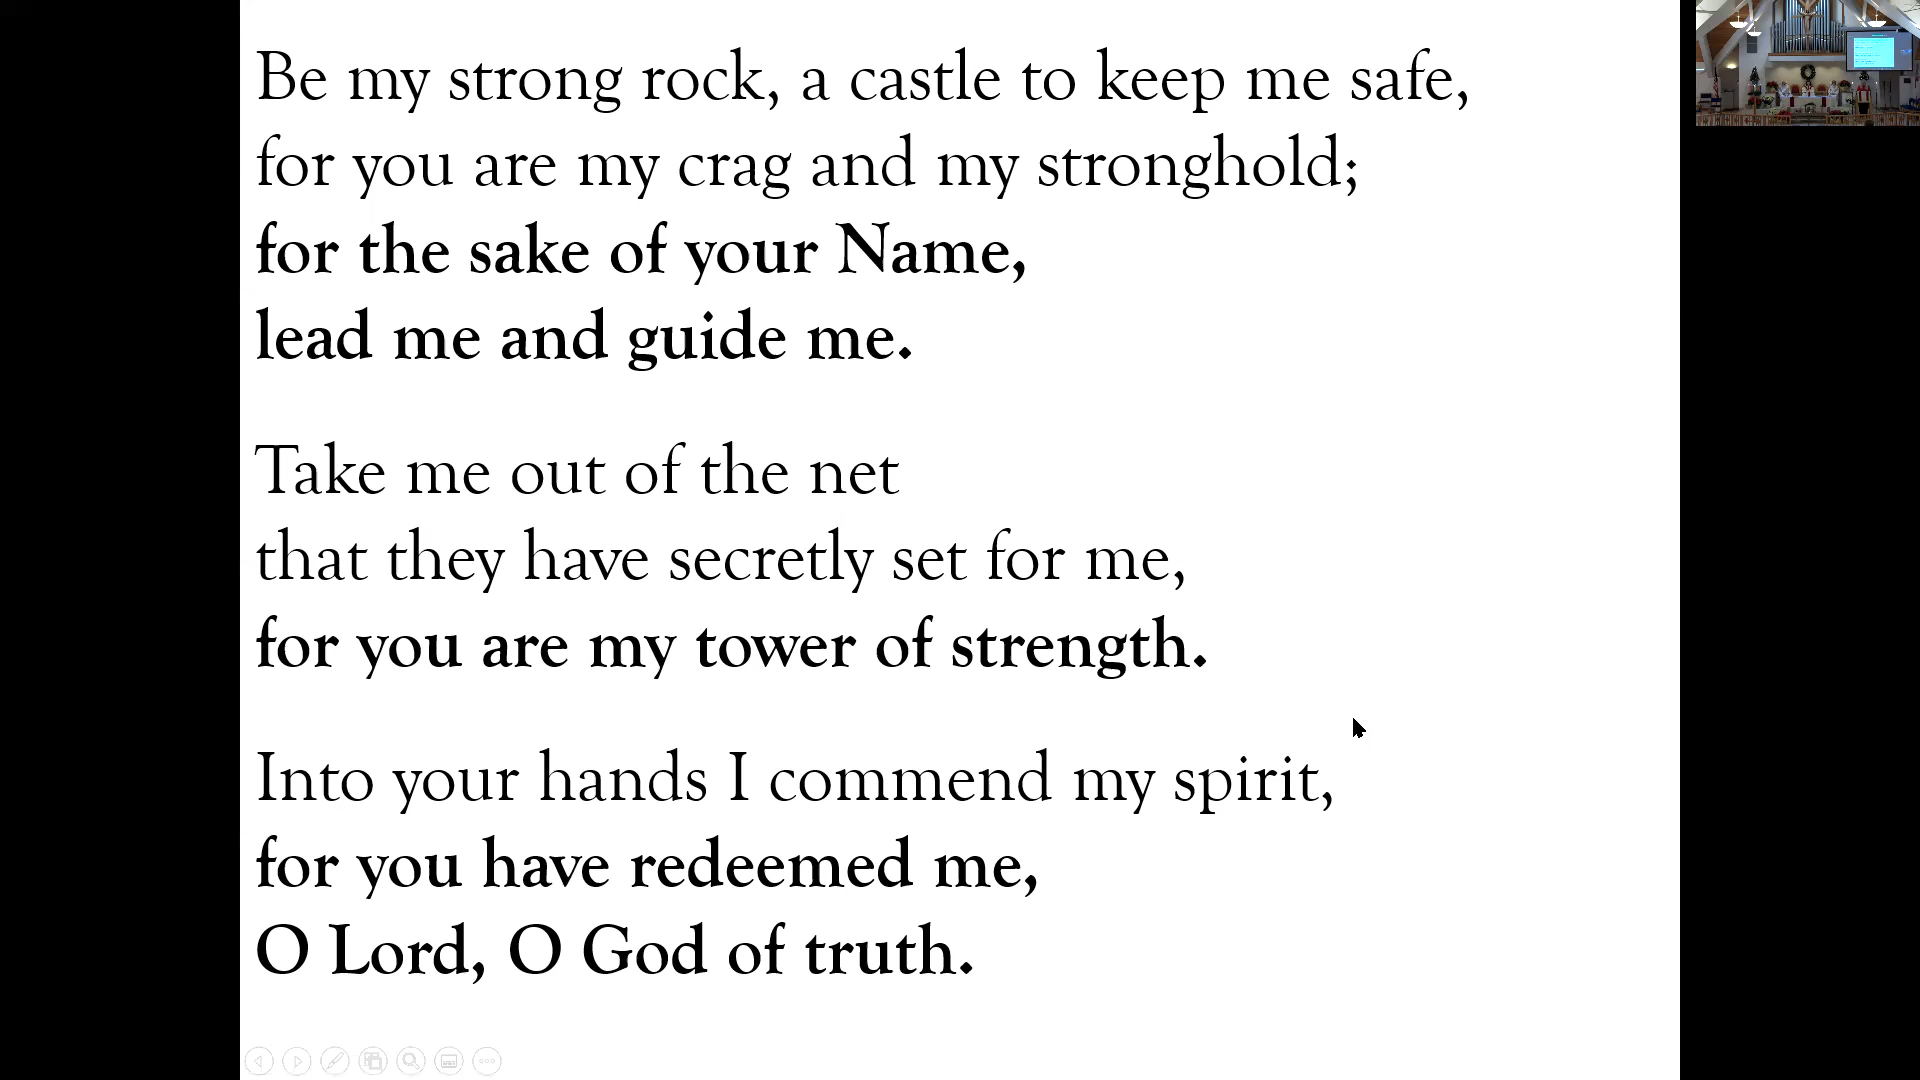 Be my strong rock, a castle to keep me safe,
for you are my crag and my stronghold;
for the sake of your Name,
lead me and guide me.
Take me out of the net
that they have secretly set for me,
for you are my tower of strength.
Into your hands I commend my spirit,
for you have redeemed me,
O Lord, O God of truth.